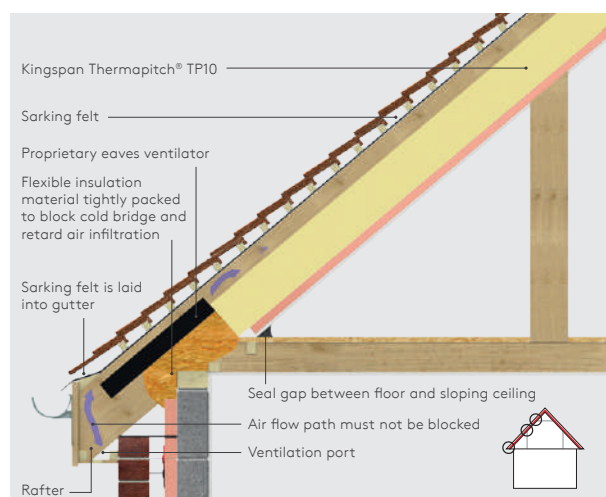 Kingspan Thermapitch® TP10
Sarking felt
Proprietary eaves ventilator
Flexible insulation
material tightly packed
to block cold bridge and
retard air infiltration
Sarking felt is laid
into gutter
Seal gap between floor and sloping ceiling
Air flow path must not be blocked
Ventilation port
Rafter